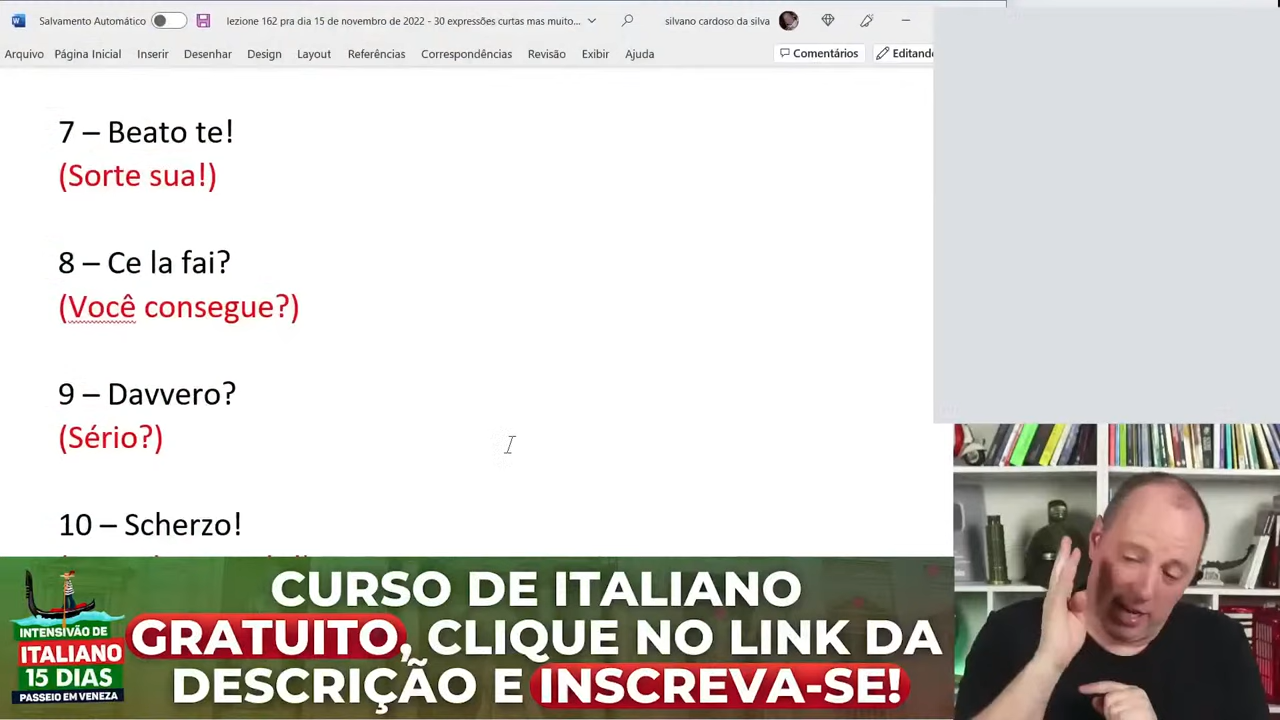 Salvamento Automático
lezione 162 pra dia 15 de novembro de 2022 - 30 expressões curtas mas muito...
silvano cardoso da silva
Arquivo Página Inicial Inserir Desenhar Design Layout Referências Correspondências Revisão Exibir Ajuda Comentários Editando
7 – Beato te!
(Sorte sua!)
8 – Ce la fai?
(Você consegue?)
9 – Davvero?
(Sério?)
10 – Scherzo!
INTENSIVÃO DE
ITALIANO
15 DIAS
PASSEIO EM VENEZA
CURSO DE ITALIANO
GRATUITO, CLIQUE NO LINK DA
DESCRIÇÃO E INSCREVA-SE!